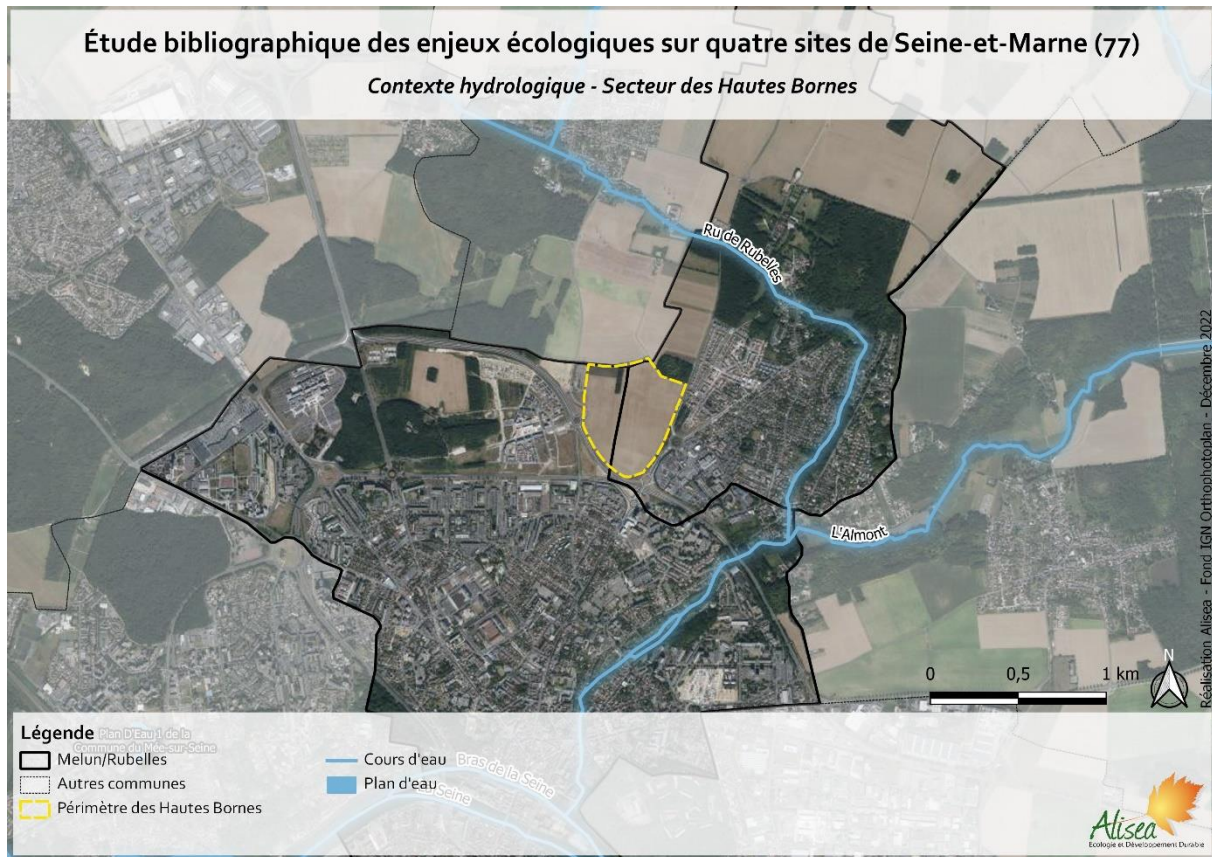 Étude bibliographique des enjeux écologiques sur quatre sites de Seine-et-Marne (77)
Contexte hydrologique - Secteur des Hautes Bornes
Ru de Rubelles
L'Almont
Réalisation Alisea - Fond IGN Orthophotoplan - Décembre 2022
0 0,5 1 km
N
Légende
Plan D'Eau 1 de la
Commune du Mée-sur-Seine
Melun/Rubelles
Autres communes
Périmètre des Hautes Bornes
Cours d'eau
Plan d'eau
Bras de la Seine
Seine
Alisea
Ecologie et Développement Durable